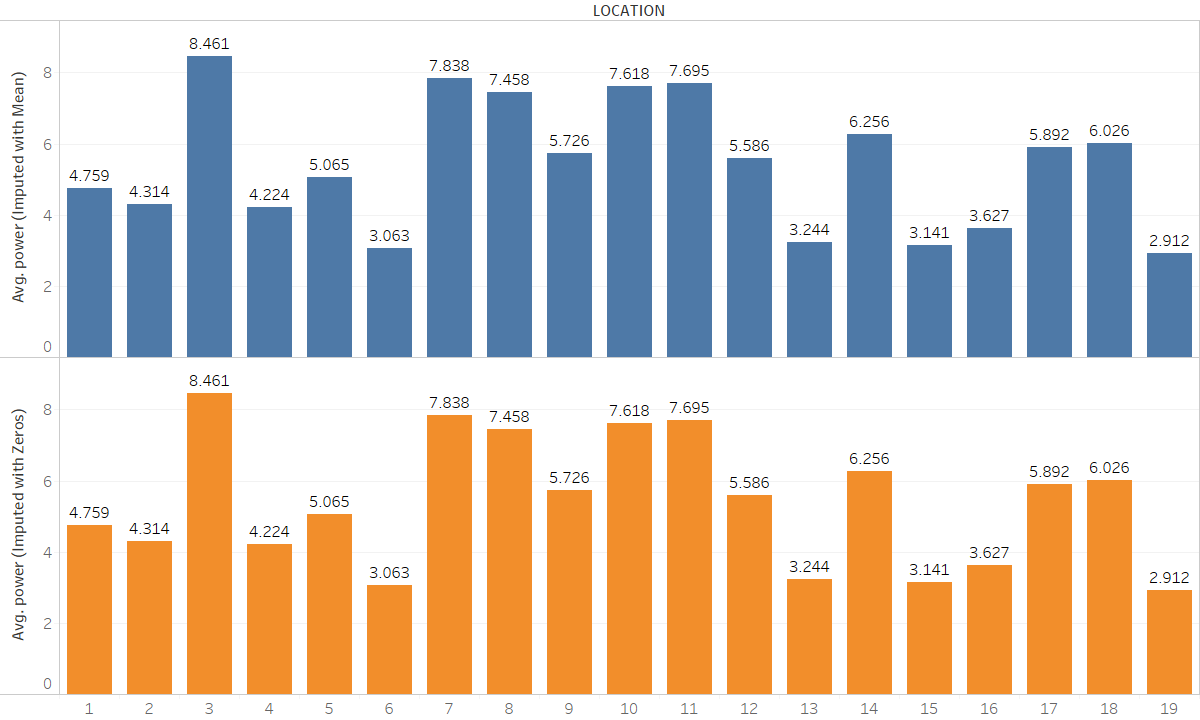 LOCATION
Avg. power (Imputed with Mean)
8
6
4
2
0
4.759 4.314 8.461 4.224 5.065 3.063 7.838 7.458 5.726 7.618 7.695 5.586 3.244 6.256 3.141 3.627 5.892 6.026 2.912
Avg. power (Imputed with Zeros)
8
6
4
2
0
4.759 4.314 8.461 4.224 5.065 3.063 7.838 7.458 5.726 7.618 7.695 5.586 3.244 6.256 3.141 3.627 5.892 6.026 2.912
1 2 3 4 5 6 7 8 9 10 11 12 13 14 15 16 17 18 19